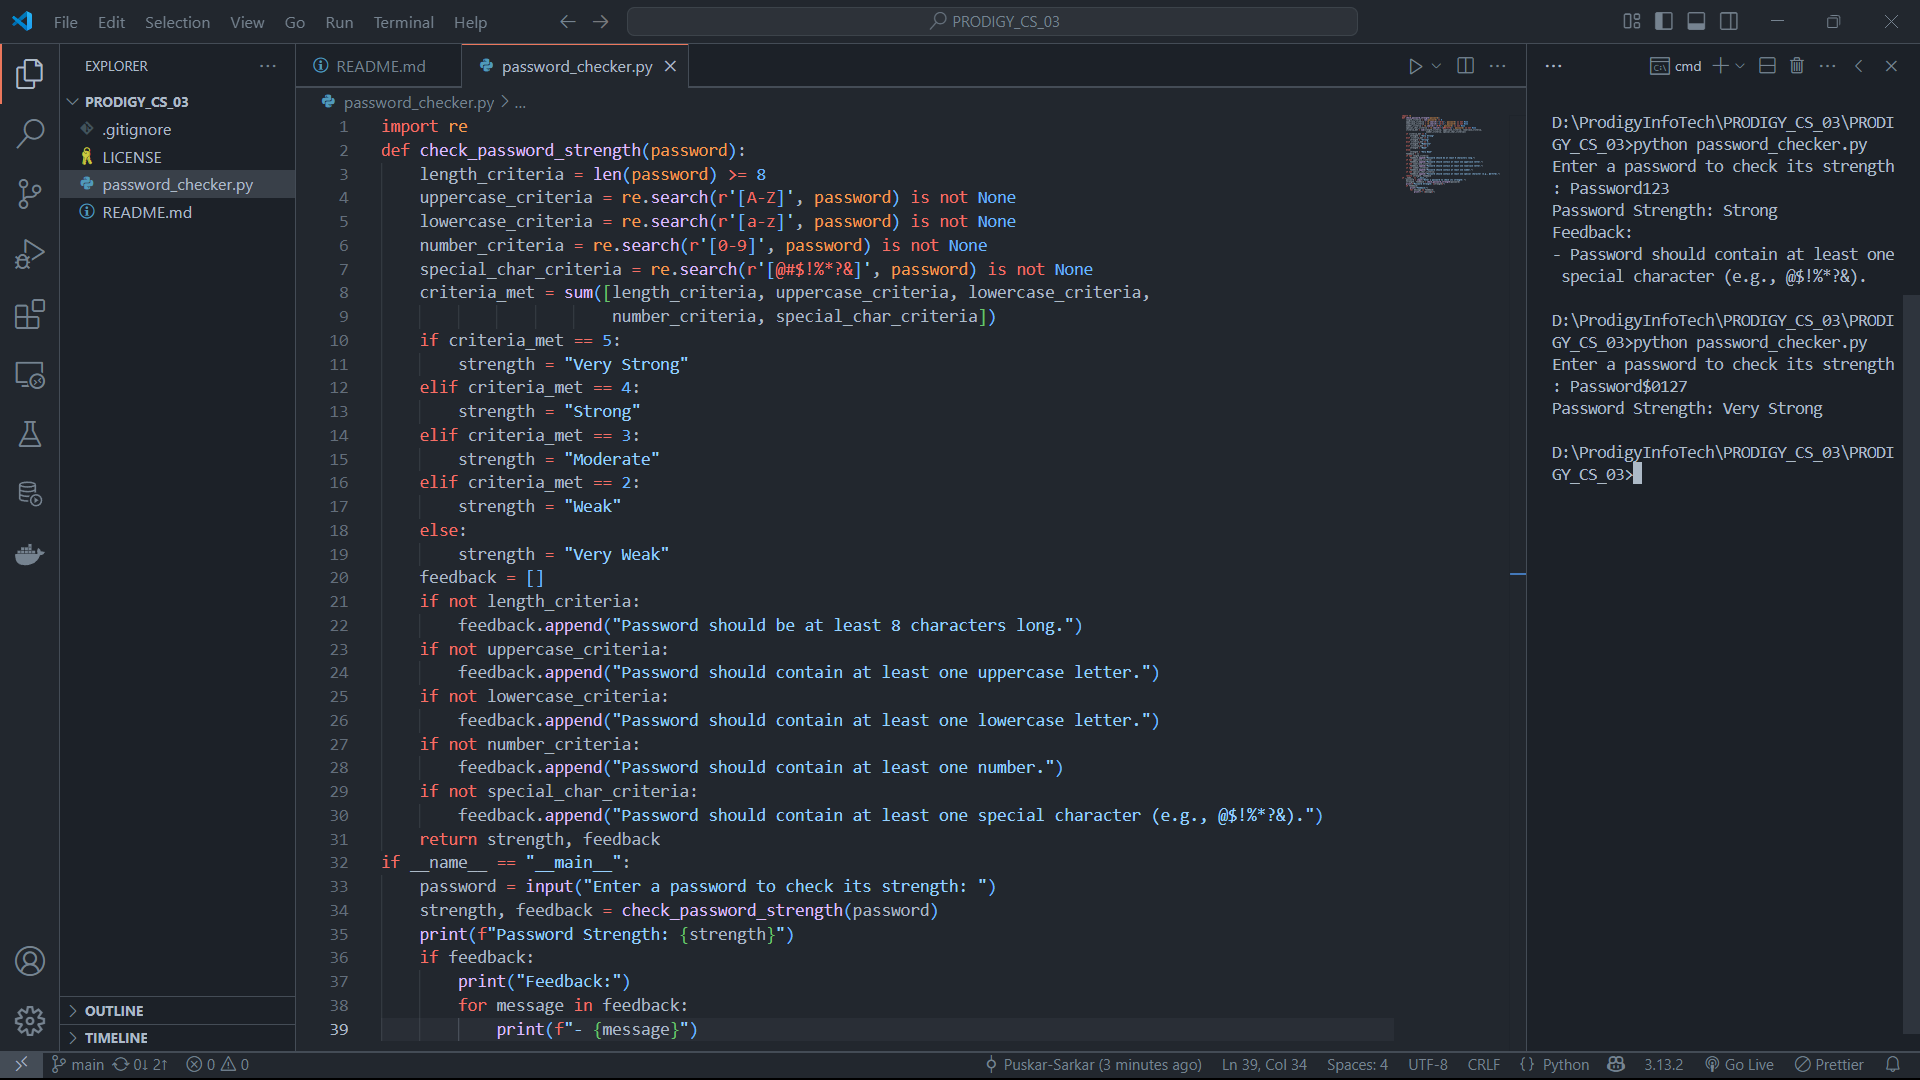 File Edit Selection View Go Run Terminal Help
PRODIGY_CS_03
EXPLORER
PRODIGY_CS_03
.gitignore
LICENSE
password_checker.py
README.md
OUTLINE
TIMELINE
README.md
password_checker.py
password_checker.py > ...
1 import re
2 def check_password_strength(password):
3     length_criteria = len(password) >= 8
4     uppercase_criteria = re.search(r'[A-Z]', password) is not None
5     lowercase_criteria = re.search(r'[a-z]', password) is not None
6     number_criteria = re.search(r'[0-9]', password) is not None
7     special_char_criteria = re.search(r'[@#$!%*?&]', password) is not None
8     criteria_met = sum([length_criteria, uppercase_criteria, lowercase_criteria,
9                         number_criteria, special_char_criteria])
10     if criteria_met == 5:
11         strength = "Very Strong"
12     elif criteria_met == 4:
13         strength = "Strong"
14     elif criteria_met == 3:
15         strength = "Moderate"
16     elif criteria_met == 2:
17         strength = "Weak"
18     else:
19         strength = "Very Weak"
20     feedback = []
21     if not length_criteria:
22         feedback.append("Password should be at least 8 characters long.")
23     if not uppercase_criteria:
24         feedback.append("Password should contain at least one uppercase letter.")
25     if not lowercase_criteria:
26         feedback.append("Password should contain at least one lowercase letter.")
27     if not number_criteria:
28         feedback.append("Password should contain at least one number.")
29     if not special_char_criteria:
30         feedback.append("Password should contain at least one special character (e.g., @$!%*?&).")
31     return strength, feedback
32 if __name__ == "__main__":
33     password = input("Enter a password to check its strength: ")
34     strength, feedback = check_password_strength(password)
35     print(f"Password Strength: {strength}")
36     if feedback:
37         print("Feedback:")
38         for message in feedback:
39             print(f"- {message}")
cmd
D:\ProdigyInfoTech\PRODIGY_CS_03\PRODI
GY_CS_03>python password_checker.py
Enter a password to check its strength
: Password123
Password Strength: Strong
Feedback:
- Password should contain at least one
 special character (e.g., @$!%*?&).
D:\ProdigyInfoTech\PRODIGY_CS_03\PRODI
GY_CS_03>python password_checker.py
Enter a password to check its strength
: Password$0127
Password Strength: Very Strong
D:\ProdigyInfoTech\PRODIGY_CS_03\PRODI
GY_CS_03>
main 0↓ 2↑ 0 0 Puskar-Sarkar (3 minutes ago) Ln 39, Col 34 Spaces: 4 UTF-8 CRLF {} Python 3.13.2 Go Live Prettier